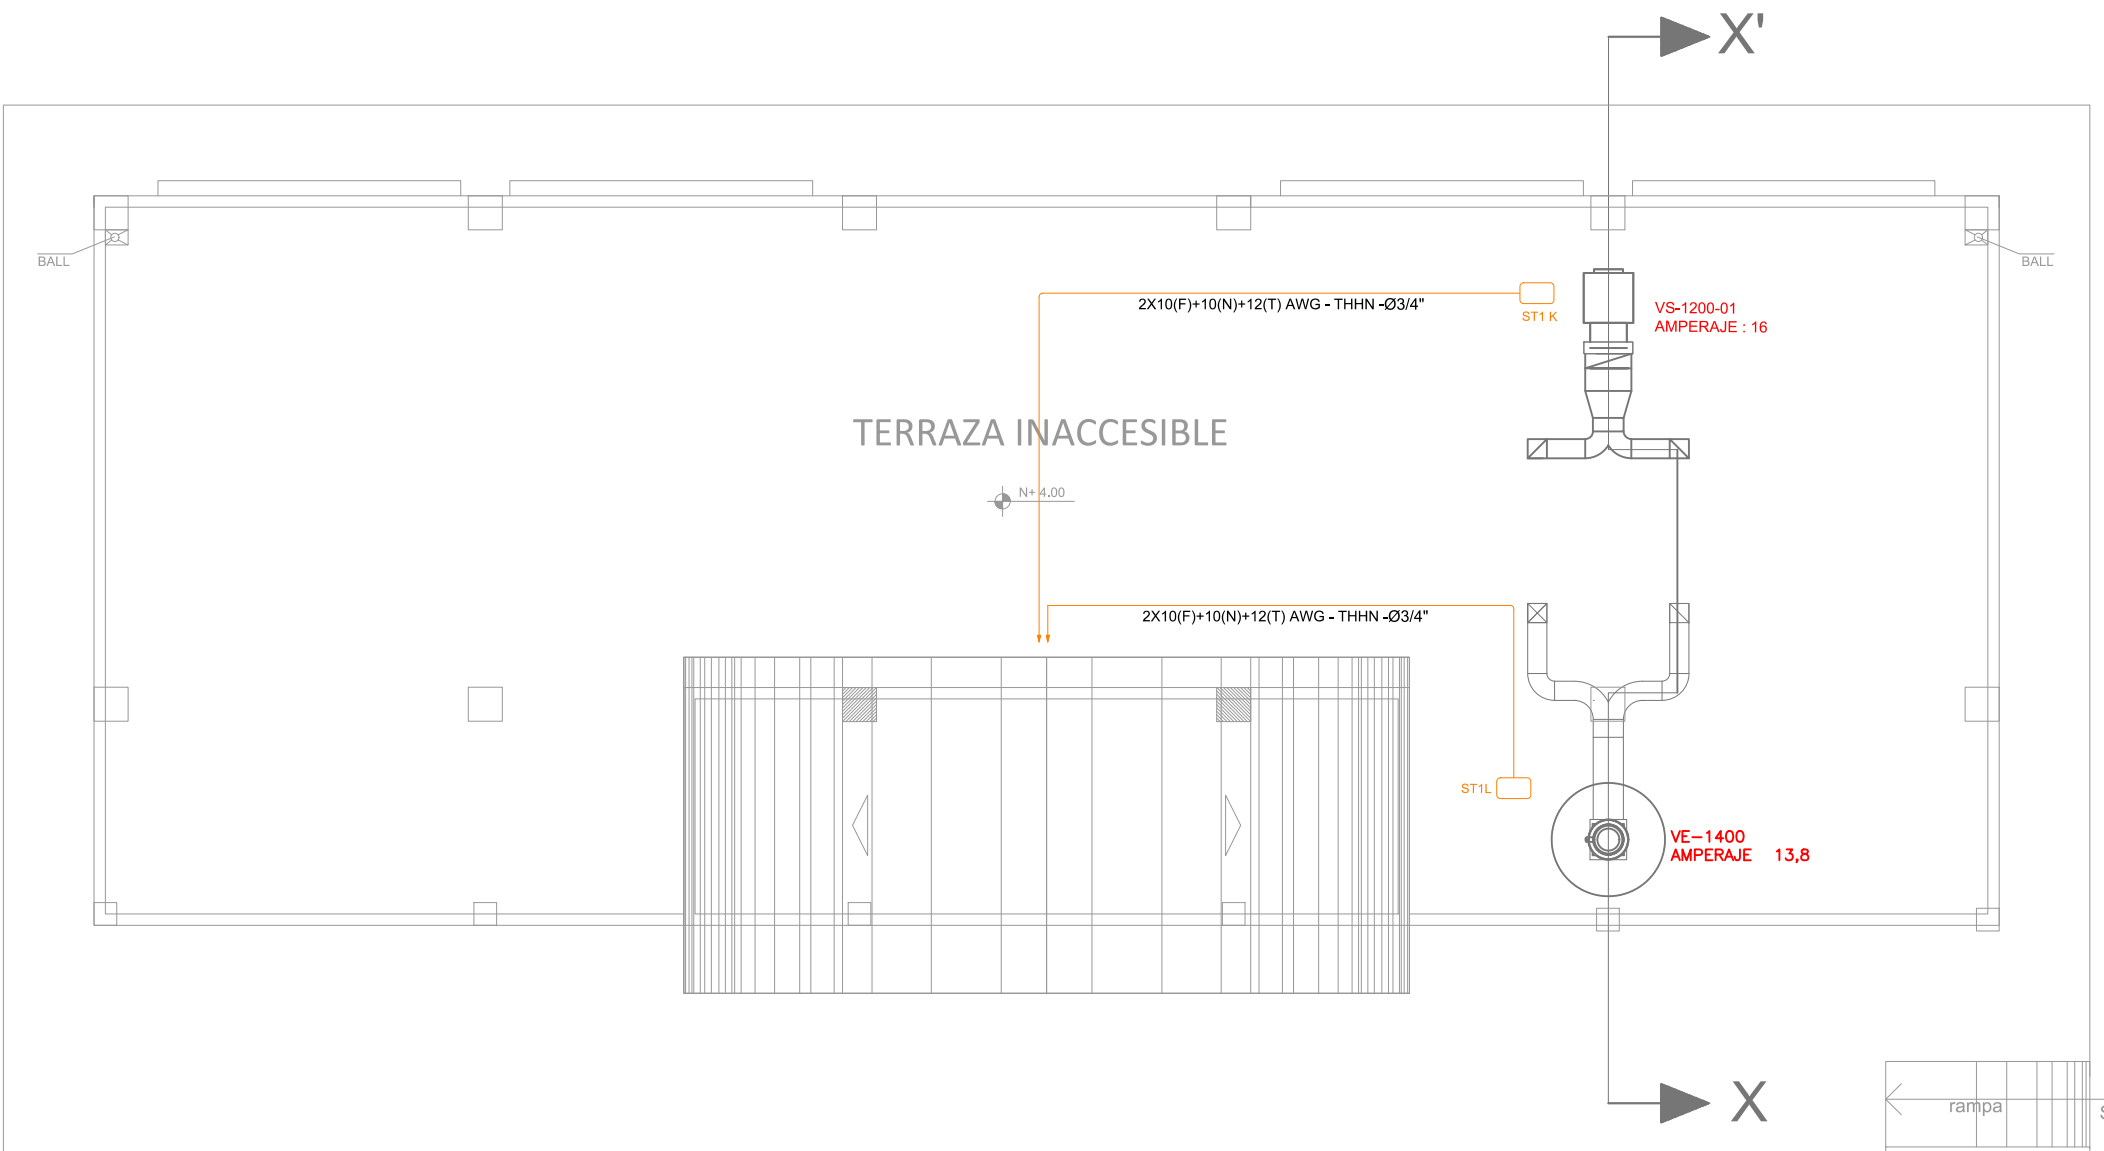 X'
BALL
BALL
2X10(F)+10(N)+12(T) AWG - THHN -Ø3/4"
ST1 K
VS-1200-01
AMPERAJE : 16
TERRAZA INACCESIBLE
N+ 4.00
2X10(F)+10(N)+12(T) AWG - THHN -Ø3/4"
ST1L
VE-1400
AMPERAJE 13,8
X
rampa